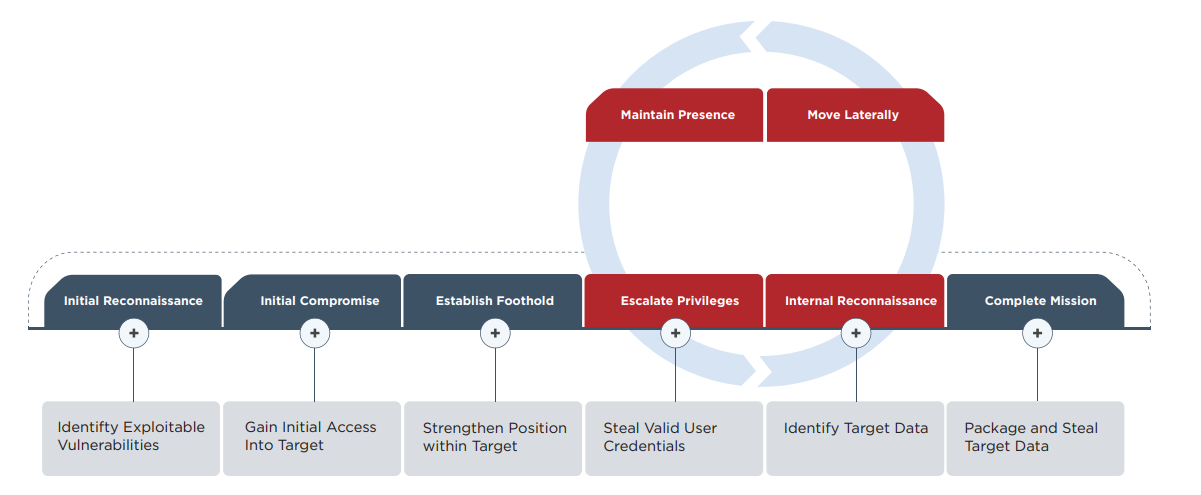 Maintain Presence
Move Laterally
Initial Reconnaissance
Initial Compromise
Establish Foothold
Escalate Privileges
Internal Reconnaissance
Complete Mission
Identifty Exploitable
Vulnerabilities
Gain Initial Access
Into Target
Strengthen Position
within Target
Steal Valid User
Credentials
Identify Target Data
Package and Steal
Target Data